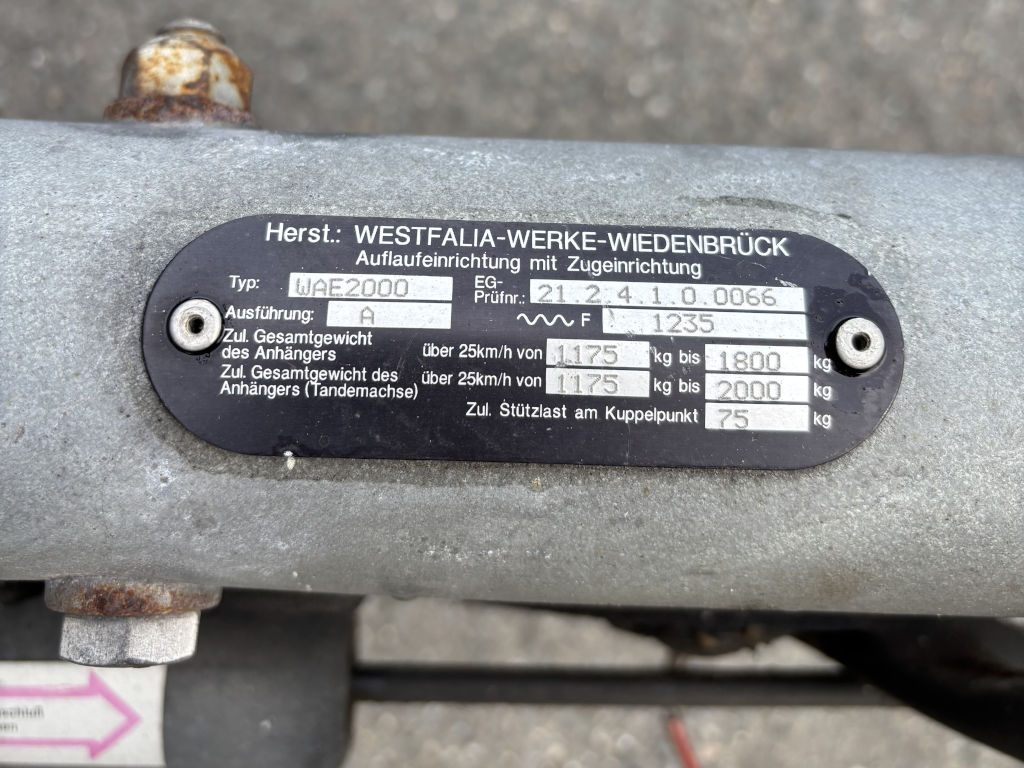 Herst.: WESTFALIA-WERKE-WIEDENBRÜCK
Auflaufeinrichtung mit Zugeinrichtung
Typ: WAE2000 EG-Prüfnr.: 21.2.4.1.0.0066
Ausführung: A F 1235
Zul. Gesamtgewicht des Anhängers über 25km/h von 1175 kg bis 1800 kg
Zul. Gesamtgewicht des Anhängers (Tandemachse) über 25km/h von 1175 kg bis 2000 kg
Zul. Stützlast am Kuppelpunkt 75 kg